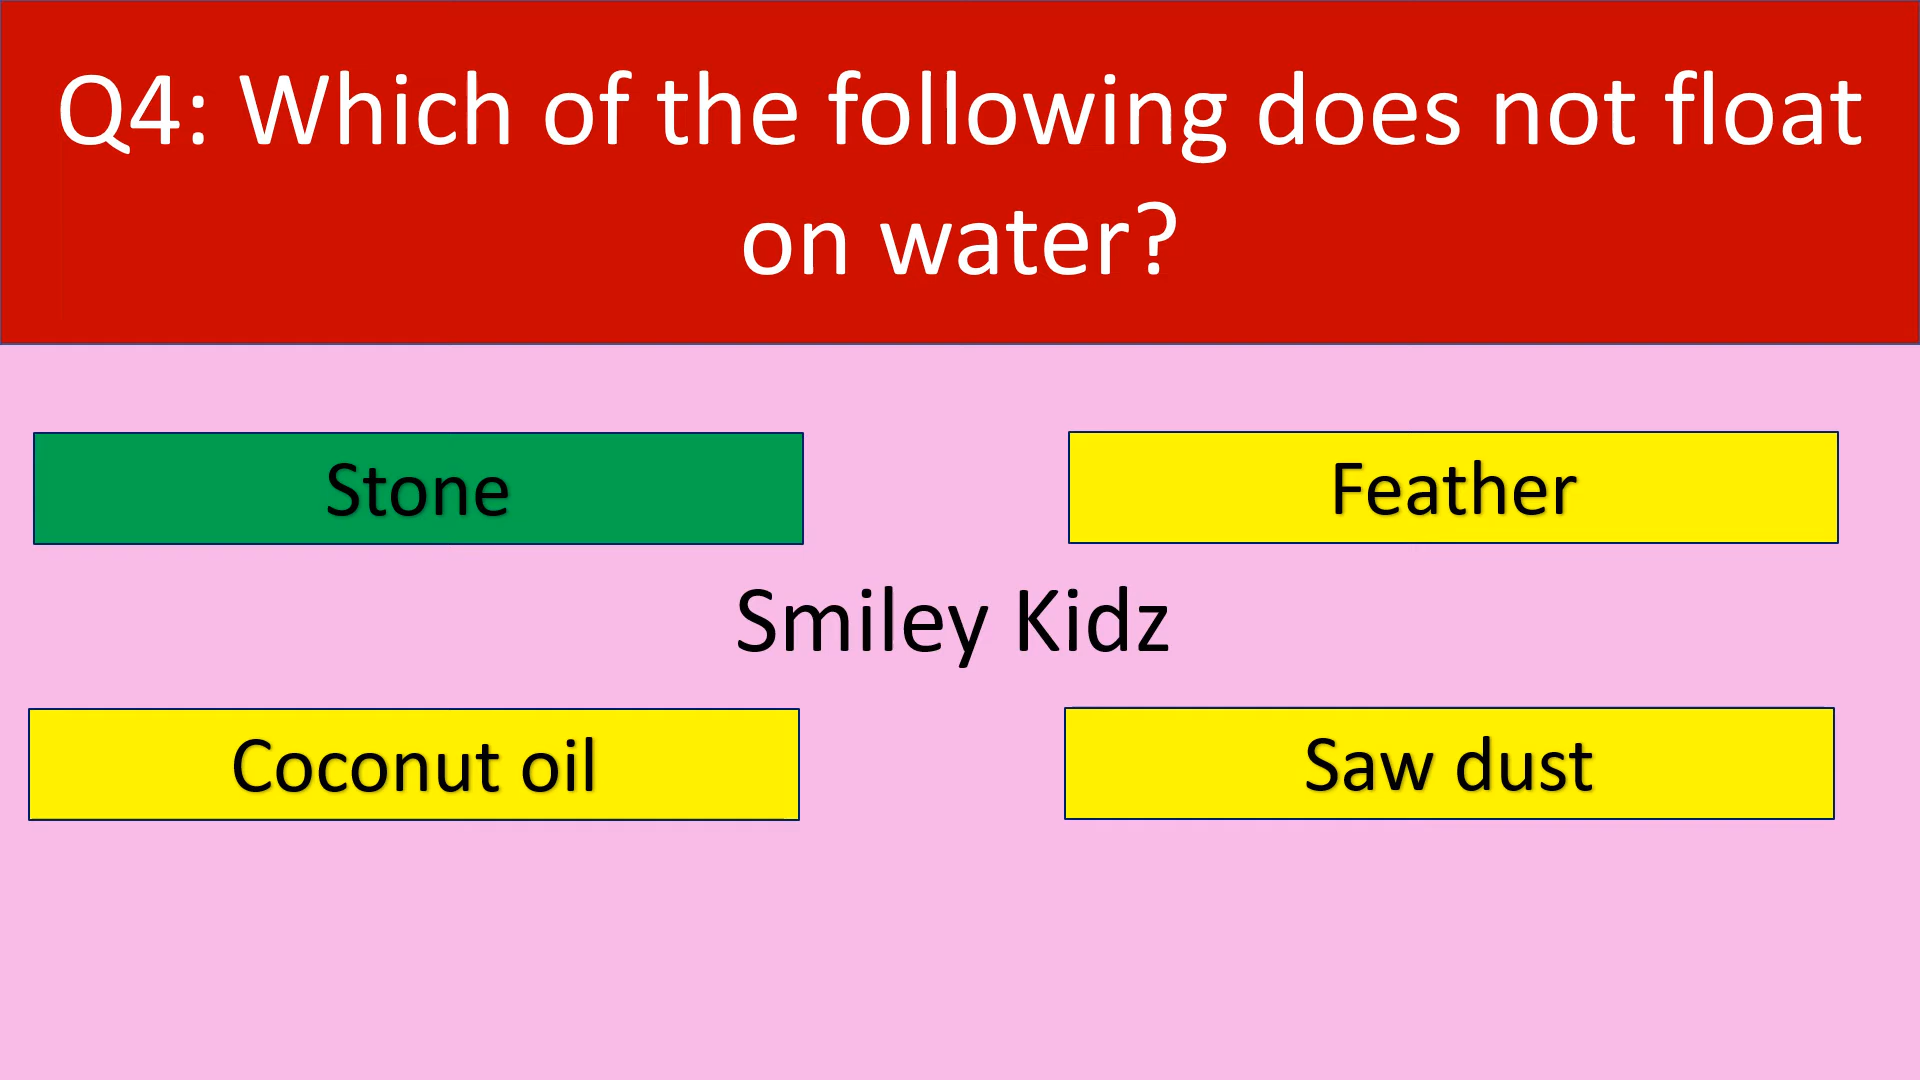 Q4: Which of the following does not float
on water?
Stone
Feather
Smiley Kidz
Coconut oil
Saw dust